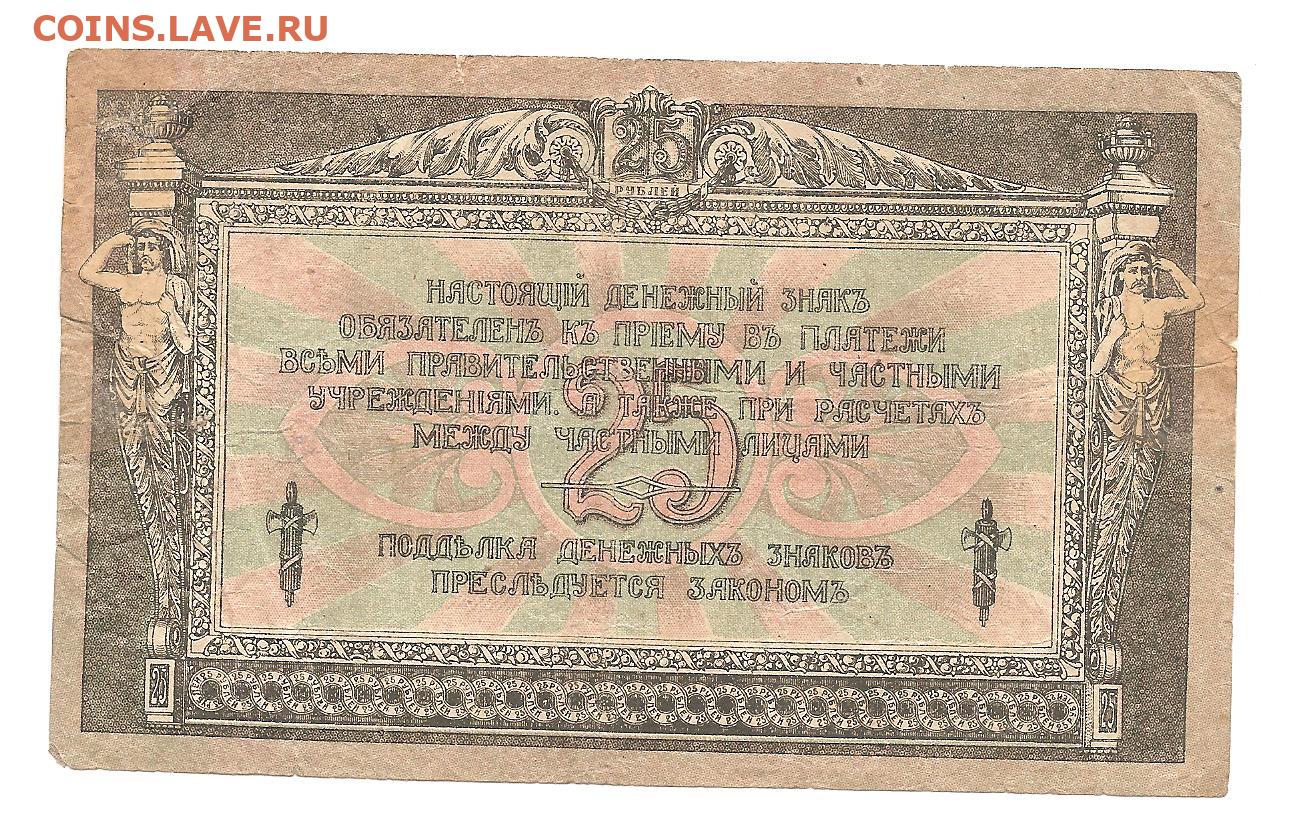 COINS.LAVE.RU
25
РУБЛЕЙ
НАСТОЯЩІЙ ДЕНЕЖНЫЙ ЗНАКЪ
ОБЯЗАТЕЛЕНЪ КЪ ПРІЕМУ ВЪ ПЛАТЕЖИ
ВСѢМИ ПРАВИТЕЛЬСТВЕННЫМИ И ЧАСТНЫМИ
УЧРЕЖДЕНІЯМИ. А ТАКЖЕ ПРИ РАСЧЕТАХЪ
МЕЖДУ ЧАСТНЫМИ ЛИЦАМИ
25
ПОДДѢЛКА ДЕНЕЖНЫХЪ ЗНАКОВЪ
ПРЕСЛѢДУЕТСЯ ЗАКОНОМЪ
25
25